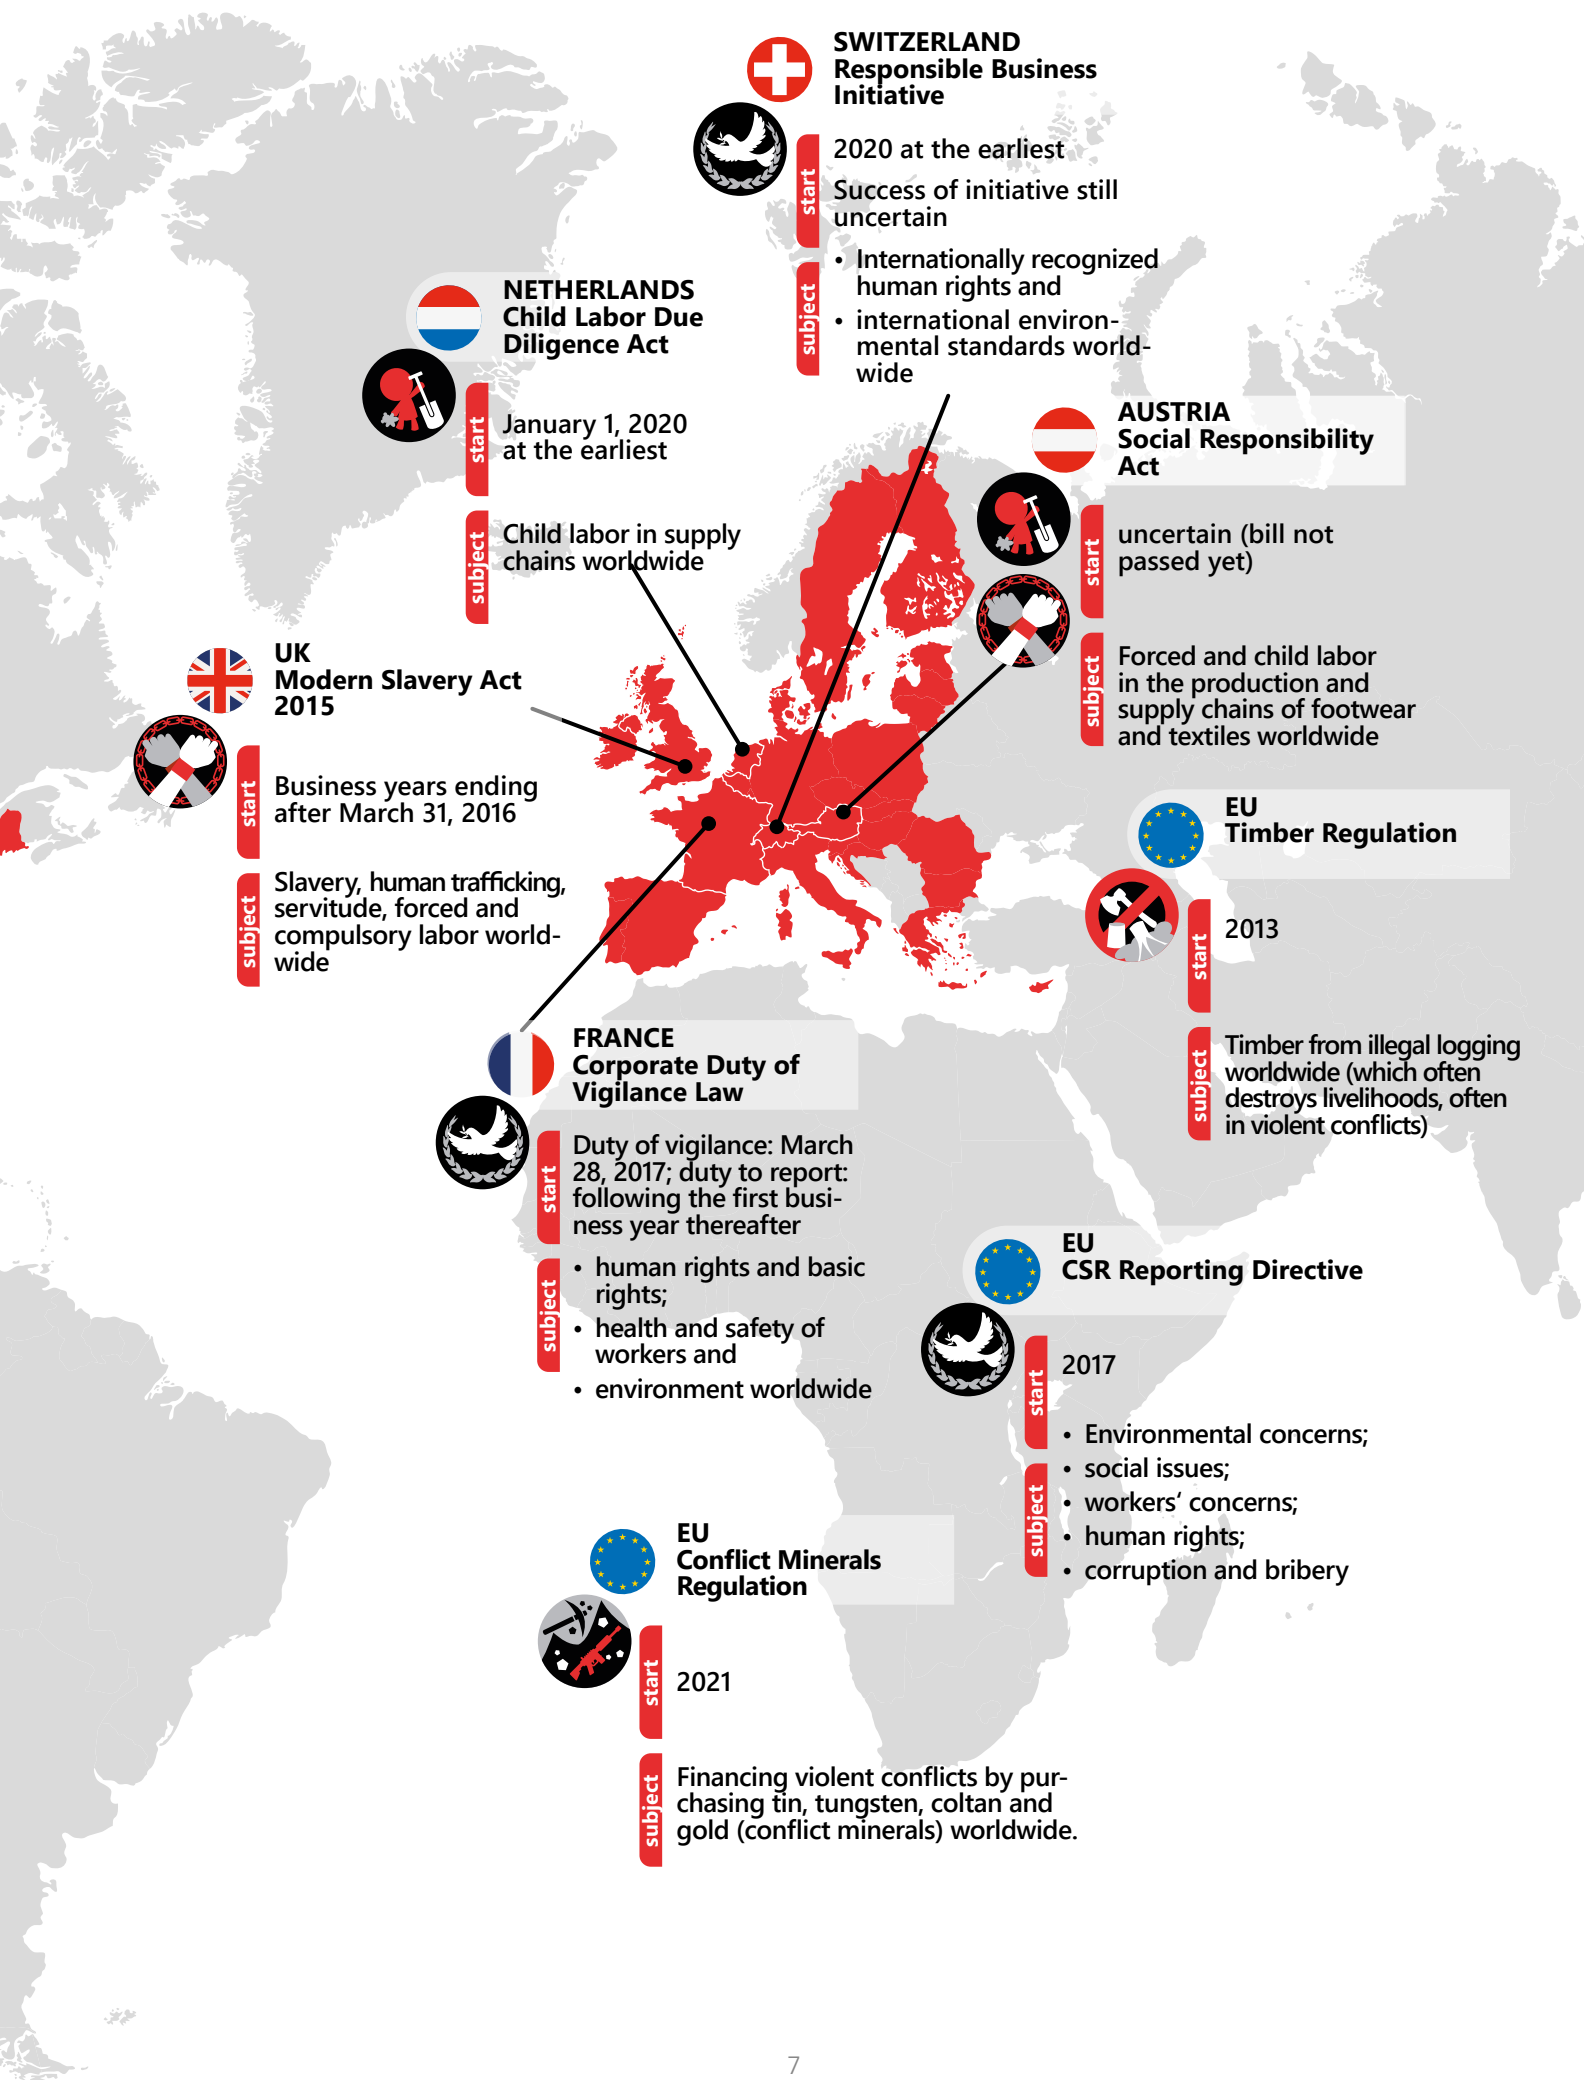 SWITZERLAND
Responsible Business
Initiative
start
2020 at the earliest
Success of initiative still
uncertain
subject
• Internationally recognized
human rights and
• international environ-
mental standards world-
wide
NETHERLANDS
Child Labor Due
Diligence Act
start
January 1, 2020
at the earliest
subject
Child labor in supply
chains worldwide
AUSTRIA
Social Responsibility
Act
start
uncertain (bill not
passed yet)
subject
Forced and child labor
in the production and
supply chains of footwear
and textiles worldwide
UK
Modern Slavery Act
2015
start
Business years ending
after March 31, 2016
subject
Slavery, human trafficking,
servitude, forced and
compulsory labor world-
wide
EU
Timber Regulation
start
2013
subject
Timber from illegal logging
worldwide (which often
destroys livelihoods, often
in violent conflicts)
FRANCE
Corporate Duty of
Vigilance Law
start
Duty of vigilance: March
28, 2017; duty to report:
following the first busi-
ness year thereafter
subject
• human rights and basic
rights;
• health and safety of
workers and
• environment worldwide
EU
CSR Reporting Directive
start
2017
subject
• Environmental concerns;
• social issues;
• workers‘ concerns;
• human rights;
• corruption and bribery
EU
Conflict Minerals
Regulation
start
2021
subject
Financing violent conflicts by pur-
chasing tin, tungsten, coltan and
gold (conflict minerals) worldwide.
7